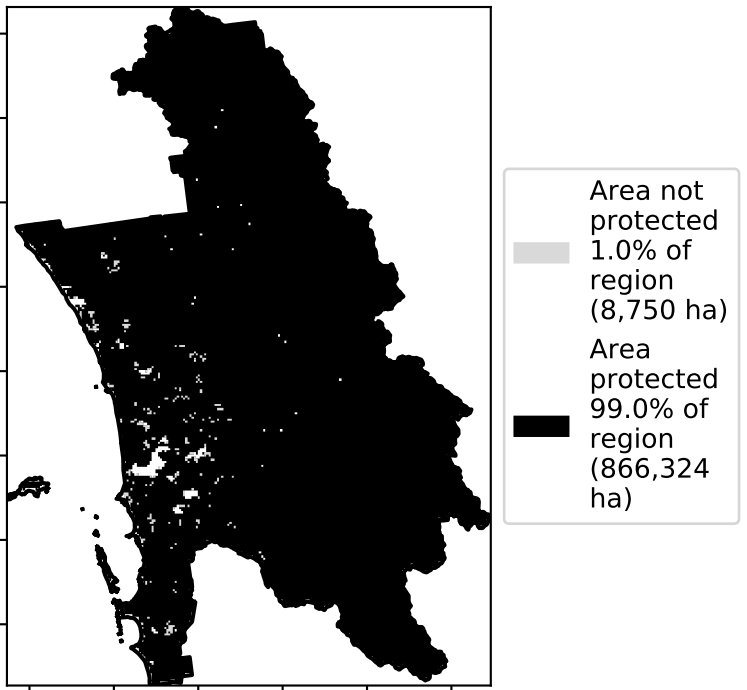 Area not
protected
1.0% of
region
(8,750 ha)
Area
protected
99.0% of
region
(866,324
ha)